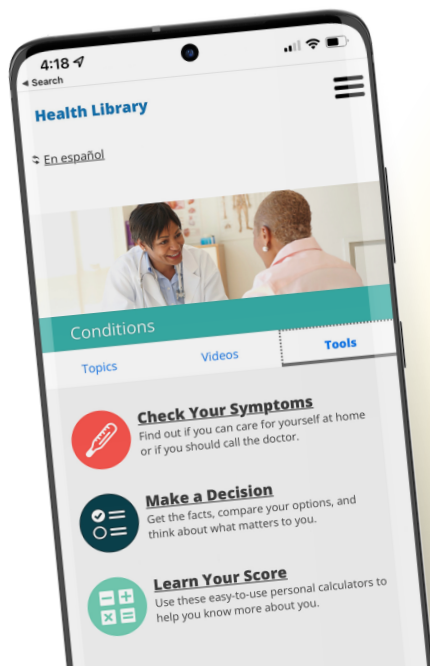 4:18
Search
Health Library
En español
Conditions
Topics
Videos
Tools
Check Your Symptoms
Find out if you can care for yourself at home
or if you should call the doctor.
Make a Decision
Get the facts, compare your options, and
think about what matters to you.
Learn Your Score
Use these easy-to-use personal calculators to
help you know more about you.